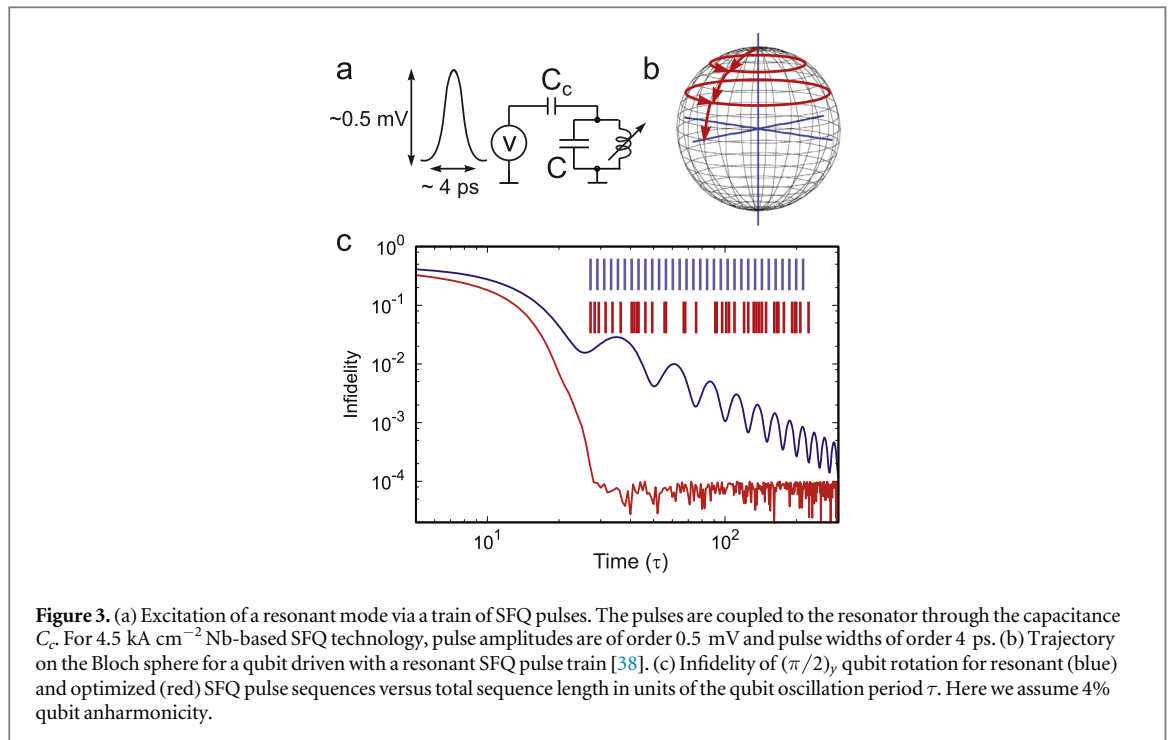 a
b
~0.5 mV
~ 4 ps
C_c
V
C
c
10^0
10^-1
10^-2
10^-3
10^-4
Infidelity
10^1
10^2
Time (τ)
Figure 3. (a) Excitation of a resonant mode via a train of SFQ pulses. The pulses are coupled to the resonator through the capacitance
C_c. For 4.5 kA cm^−2 Nb-based SFQ technology, pulse amplitudes are of order 0.5 mV and pulse widths of order 4 ps. (b) Trajectory
on the Bloch sphere for a qubit driven with a resonant SFQ pulse train [38]. (c) Infidelity of (π/2)_y qubit rotation for resonant (blue)
and optimized (red) SFQ pulse sequences versus total sequence length in units of the qubit oscillation period τ. Here we assume 4%
qubit anharmonicity.